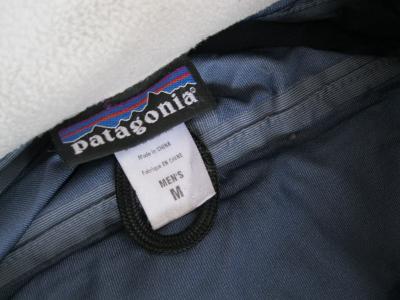 patagonia®
Made in CHINA
Fabriqué EN CHINE
MEN'S
M